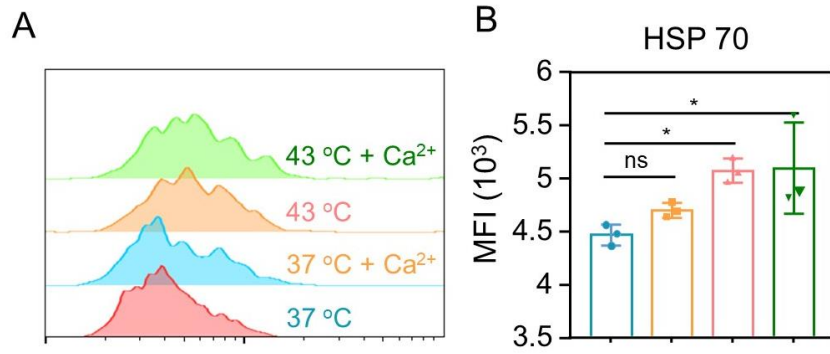 A
43 °C + Ca²⁺
43 °C
37 °C + Ca²⁺
37 °C
B
HSP 70
MFI (10³)
6
5.5
5
4.5
4
3.5
*
*
ns